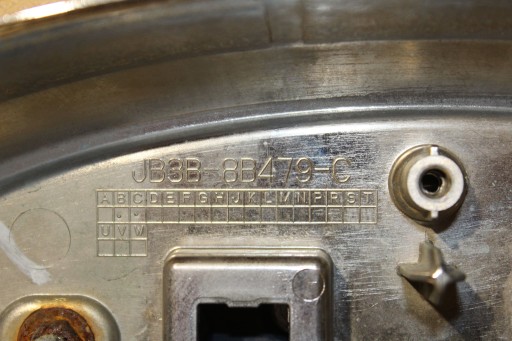 JB3B-8B479-C
A B C D E F G H J K L M N P R S T
U V W